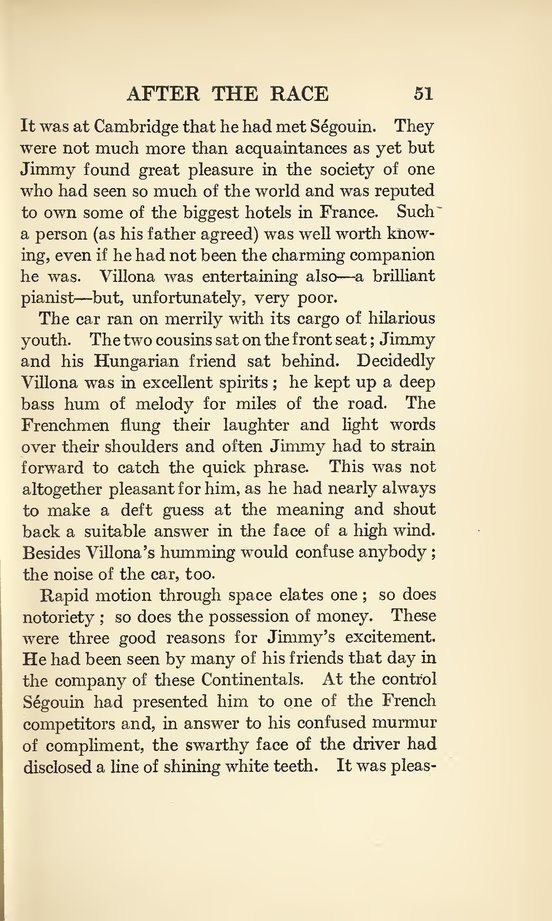 AFTER THE RACE 51
It was at Cambridge that he had met Ségouin. They
were not much more than acquaintances as yet but
Jimmy found great pleasure in the society of one
who had seen so much of the world and was reputed
to own some of the biggest hotels in France. Such
a person (as his father agreed) was well worth know-
ing, even if he had not been the charming companion
he was. Villona was entertaining also—a brilliant
pianist—but, unfortunately, very poor.
The car ran on merrily with its cargo of hilarious
youth. The two cousins sat on the front seat; Jimmy
and his Hungarian friend sat behind. Decidedly
Villona was in excellent spirits; he kept up a deep
bass hum of melody for miles of the road. The
Frenchmen flung their laughter and light words
over their shoulders and often Jimmy had to strain
forward to catch the quick phrase. This was not
altogether pleasant for him, as he had nearly always
to make a deft guess at the meaning and shout
back a suitable answer in the face of a high wind.
Besides Villona's humming would confuse anybody;
the noise of the car, too.
Rapid motion through space elates one; so does
notoriety; so does the possession of money. These
were three good reasons for Jimmy's excitement.
He had been seen by many of his friends that day in
the company of these Continentals. At the control
Ségouin had presented him to one of the French
competitors and, in answer to his confused murmur
of compliment, the swarthy face of the driver had
disclosed a line of shining white teeth. It was pleas-